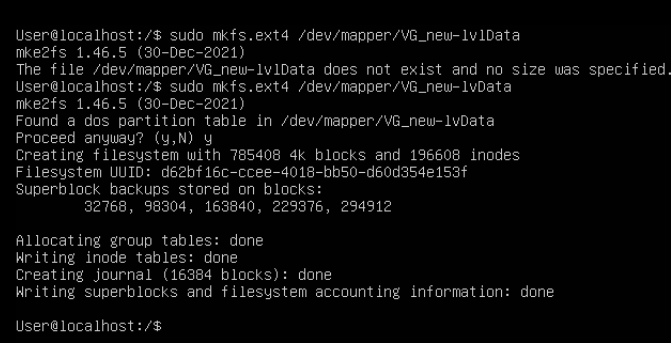 User@localhost:/$ sudo mkfs.ext4 /dev/mapper/VG_new-lvlData
mke2fs 1.46.5 (30-Dec-2021)
The file /dev/mapper/VG_new-lvlData does not exist and no size was specified.
User@localhost:/$ sudo mkfs.ext4 /dev/mapper/VG_new-lvData
mke2fs 1.46.5 (30-Dec-2021)
Found a dos partition table in /dev/mapper/VG_new-lvData
Proceed anyway? (y,N) y
Creating filesystem with 785408 4k blocks and 196608 inodes
Filesystem UUID: d62bf16c-ccee-4018-bb50-d60d354e153f
Superblock backups stored on blocks:
        32768, 98304, 163840, 229376, 294912

Allocating group tables: done
Writing inode tables: done
Creating journal (16384 blocks): done
Writing superblocks and filesystem accounting information: done

User@localhost:/$